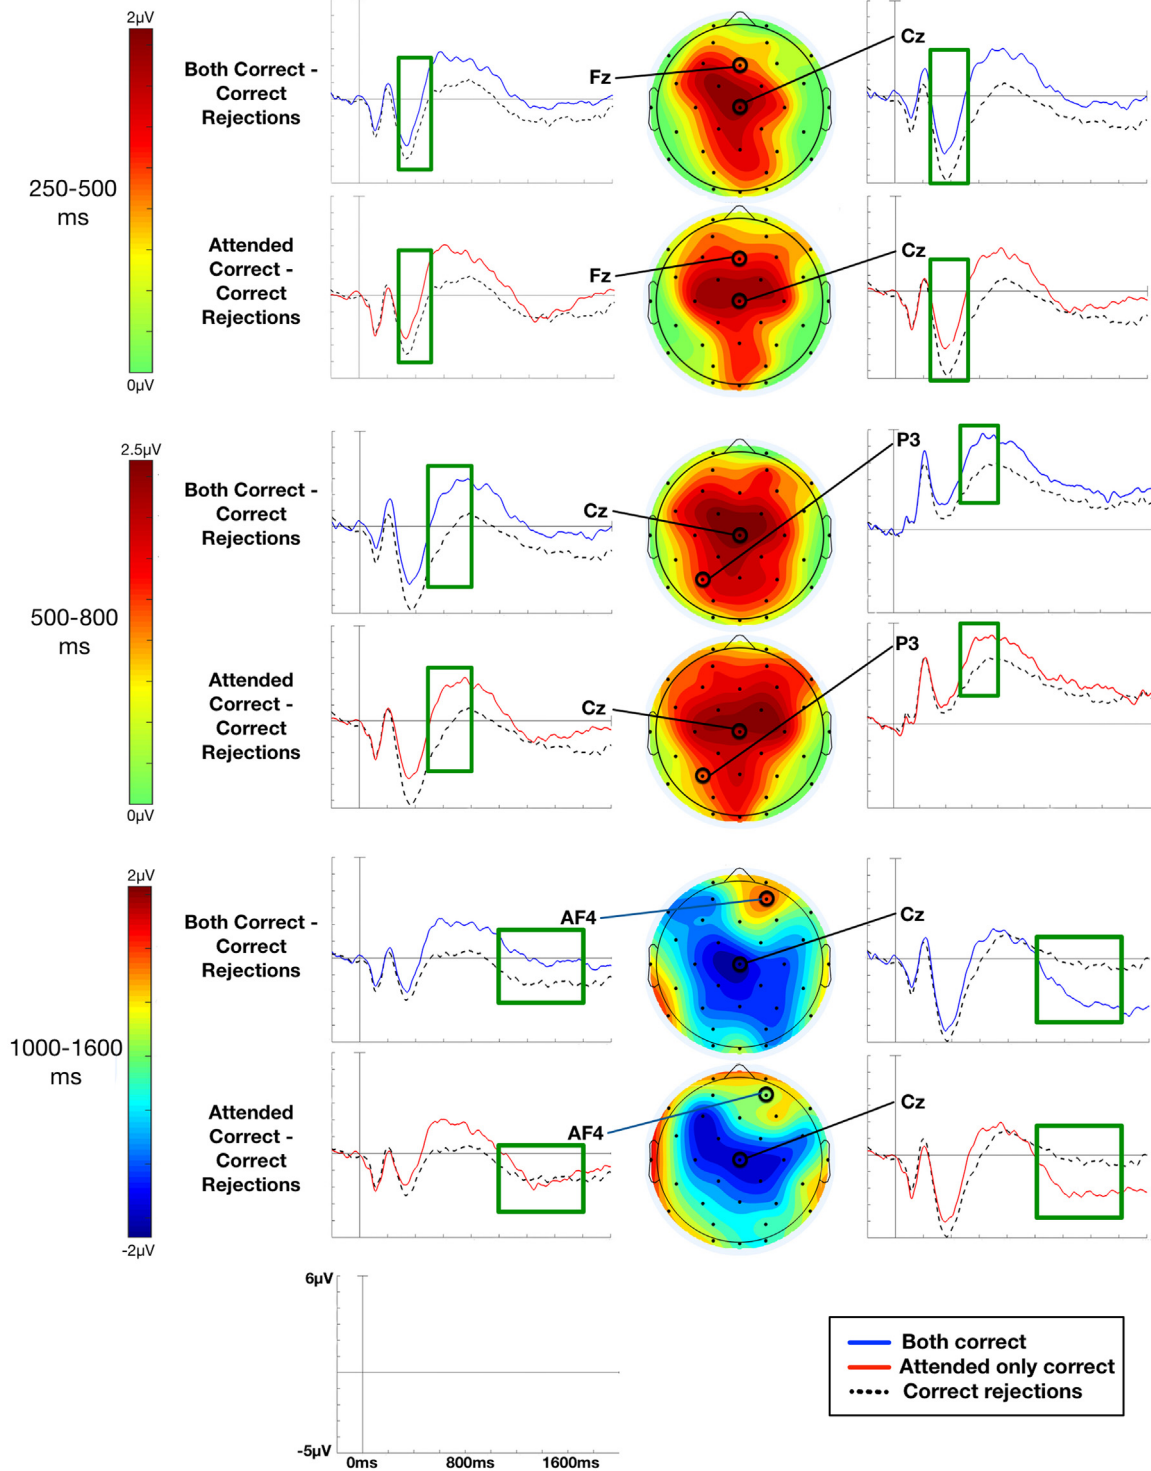 2µV
Both Correct -
Correct
Rejections
Fz
Cz
250-500
ms
Attended
Correct -
Correct
Rejections
Fz
Cz
0µV
2.5µV
Both Correct -
Correct
Rejections
Cz
P3
500-800
ms
Attended
Correct -
Correct
Rejections
Cz
P3
0µV
2µV
Both Correct -
Correct
Rejections
AF4
Cz
1000-1600
ms
Attended
Correct -
Correct
Rejections
AF4
Cz
-2µV
6µV
-5µV
0ms 800ms 1600ms
Both correct
Attended only correct
Correct rejections